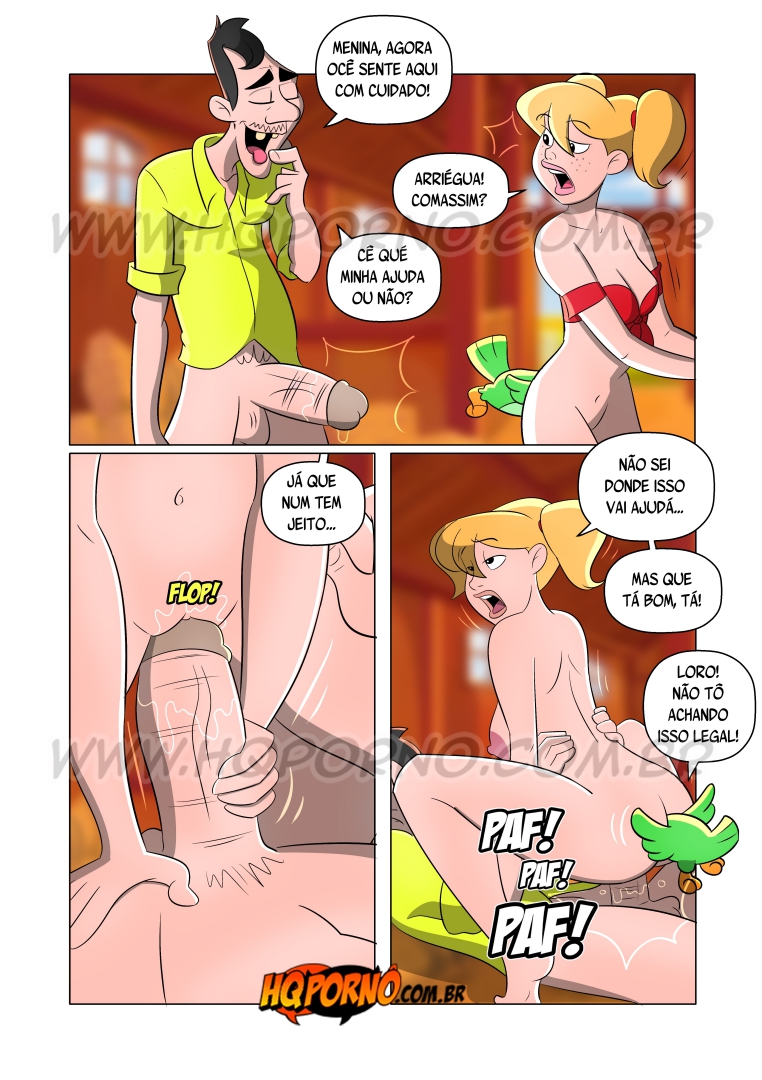 MENINA, AGORA
OCÊ SENTE AQUI
COM CUIDADO!
ARRIÉGUA!
COMASSIM?
WWW.HQPORNO.COM.BR
CÊ QUÉ
MINHA AJUDA
OU NÃO?
JÁ QUE
NUM TEM
JEITO...
FLOP!
NÃO SEI
DONDE ISSO
VAI AJUDÁ...
MAS QUE
TÁ BOM, TÁ!
LORO!
NÃO TÔ
ACHANDO
ISSO LEGAL!
WWW.HQPORNO.COM.BR
PAF!
PAF!
PAF!
HQPORNÔ.COM.BR